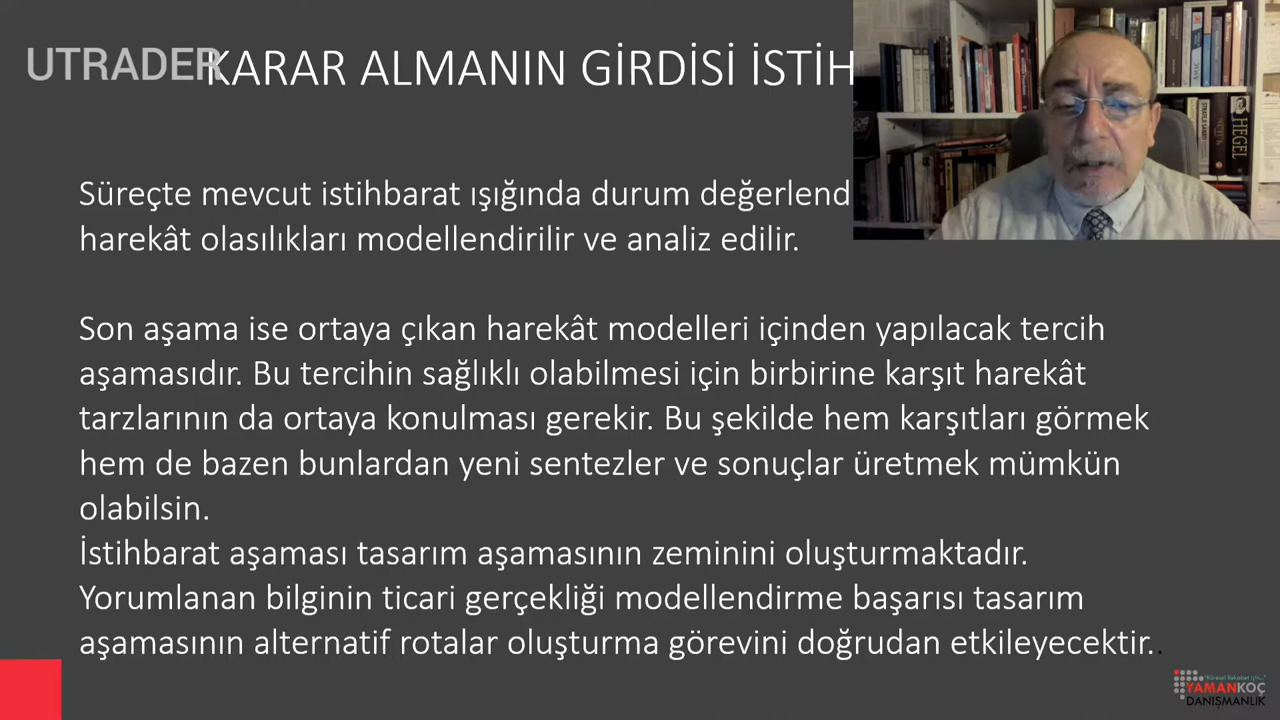 UTRADER
KARAR ALMANIN GİRDİSİ İSTİH
Süreçte mevcut istihbarat ışığında durum değerlend
harekât olasılıkları modellendirilir ve analiz edilir.
Son aşama ise ortaya çıkan harekât modelleri içinden yapılacak tercih
aşamasıdır. Bu tercihin sağlıklı olabilmesi için birbirine karşıt harekât
tarzlarının da ortaya konulması gerekir. Bu şekilde hem karşıtları görmek
hem de bazen bunlardan yeni sentezler ve sonuçlar üretmek mümkün
olabilsin.
İstihbarat aşaması tasarım aşamasının zeminini oluşturmaktadır.
Yorumlanan bilginin ticari gerçekliği modellendirme başarısı tasarım
aşamasının alternatif rotalar oluşturma görevini doğrudan etkileyecektir..
HEGEL
"Küresel Rekabet İçin..."
YAMANKOÇ
DANIŞMANLIK